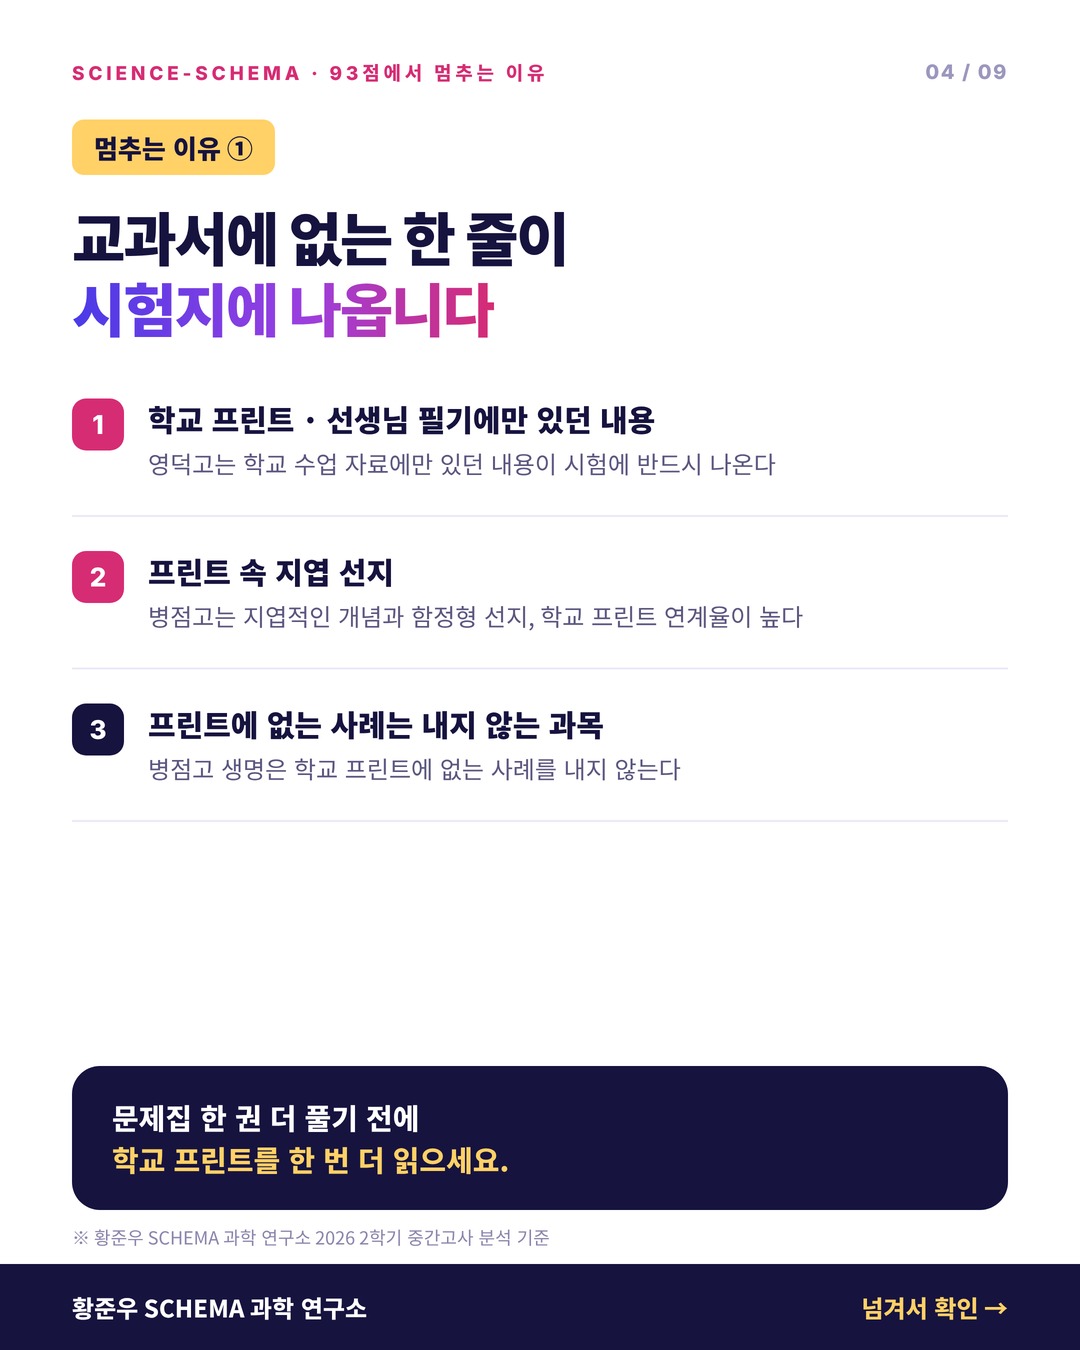 SCIENCE-SCHEMA · 93점에서 멈추는 이유
04 / 09
멈추는 이유 ①
교과서에 없는 한 줄이
시험지에 나옵니다
1
학교 프린트 · 선생님 필기에만 있던 내용
영덕고는 학교 수업 자료에만 있던 내용이 시험에 반드시 나온다
2
프린트 속 지엽 선지
병점고는 지엽적인 개념과 함정형 선지, 학교 프린트 연계율이 높다
3
프린트에 없는 사례는 내지 않는 과목
병점고 생명은 학교 프린트에 없는 사례를 내지 않는다
문제집 한 권 더 풀기 전에
학교 프린트를 한 번 더 읽으세요.
※ 황준우 SCHEMA 과학 연구소 2026 2학기 중간고사 분석 기준
황준우 SCHEMA 과학 연구소
넘겨서 확인 →